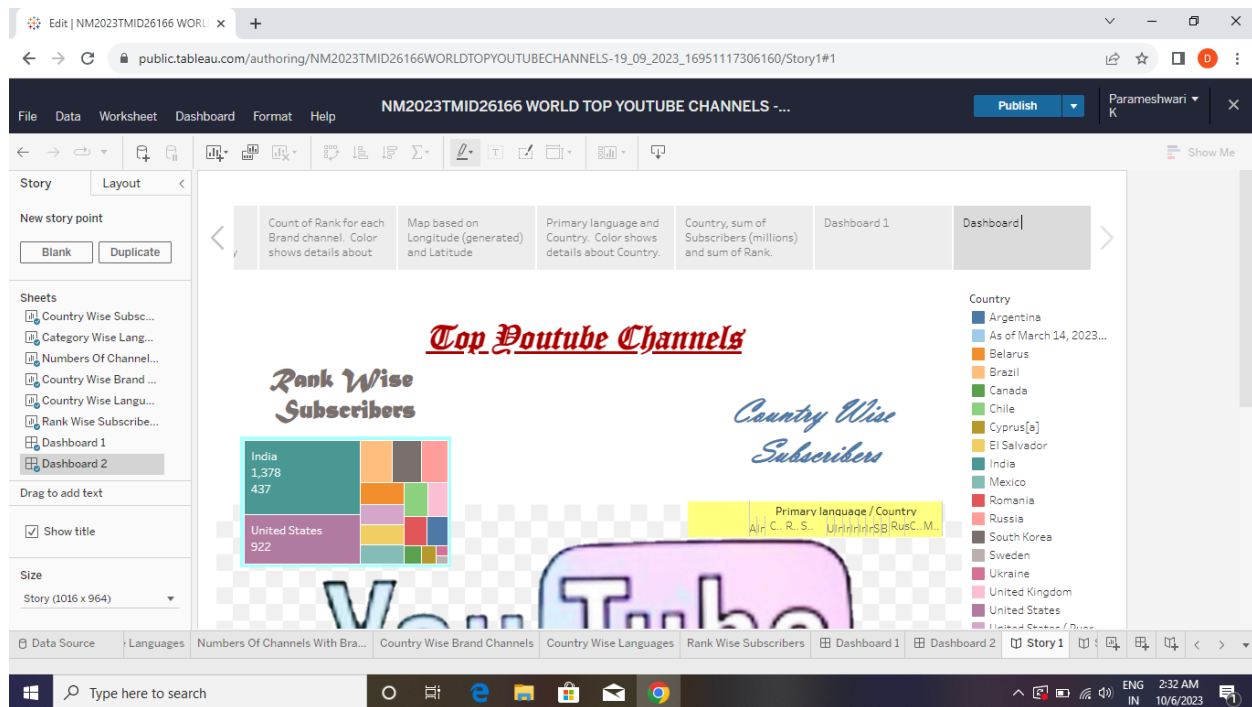 Edit | NM2023TMID26166 WORL
public.tableau.com/authoring/NM2023TMID26166WORLDTOPYOUTUBECHANNELS-19_09_2023_16951117306160/Story1#1
D
File Data Worksheet Dashboard Format Help
NM2023TMID26166 WORLD TOP YOUTUBE CHANNELS -...
Publish
Parameshwari
K
Show Me
Story Layout
New story point
Blank Duplicate
Sheets
Country Wise Subsc...
Category Wise Lang...
Numbers Of Channel...
Country Wise Brand ...
Country Wise Langu...
Rank Wise Subscribe...
Dashboard 1
Dashboard 2
Drag to add text
Show title
Size
Story (1016 x 964)
Count of Rank for each
Brand channel. Color
shows details about
Map based on
Longitude (generated)
and Latitude
Primary language and
Country. Color shows
details about Country.
Country, sum of
Subscribers (millions)
and sum of Rank.
Dashboard 1
Dashboard
Top Youtube Channels
Rank Wise
Subscribers
India
1,378
437
United States
922
Country Wise
Subscribers
Primary language / Country
C.. R.. S..
RusC.. M..
You Tube
Country
Argentina
As of March 14, 2023...
Belarus
Brazil
Canada
Chile
Cyprus[a]
El Salvador
India
Mexico
Romania
Russia
South Korea
Sweden
Ukraine
United Kingdom
United States
Data Source Languages Numbers Of Channels With Bra... Country Wise Brand Channels Country Wise Languages Rank Wise Subscribers Dashboard 1 Dashboard 2 Story 1
Type here to search
ENG
IN
2:32 AM
10/6/2023
1